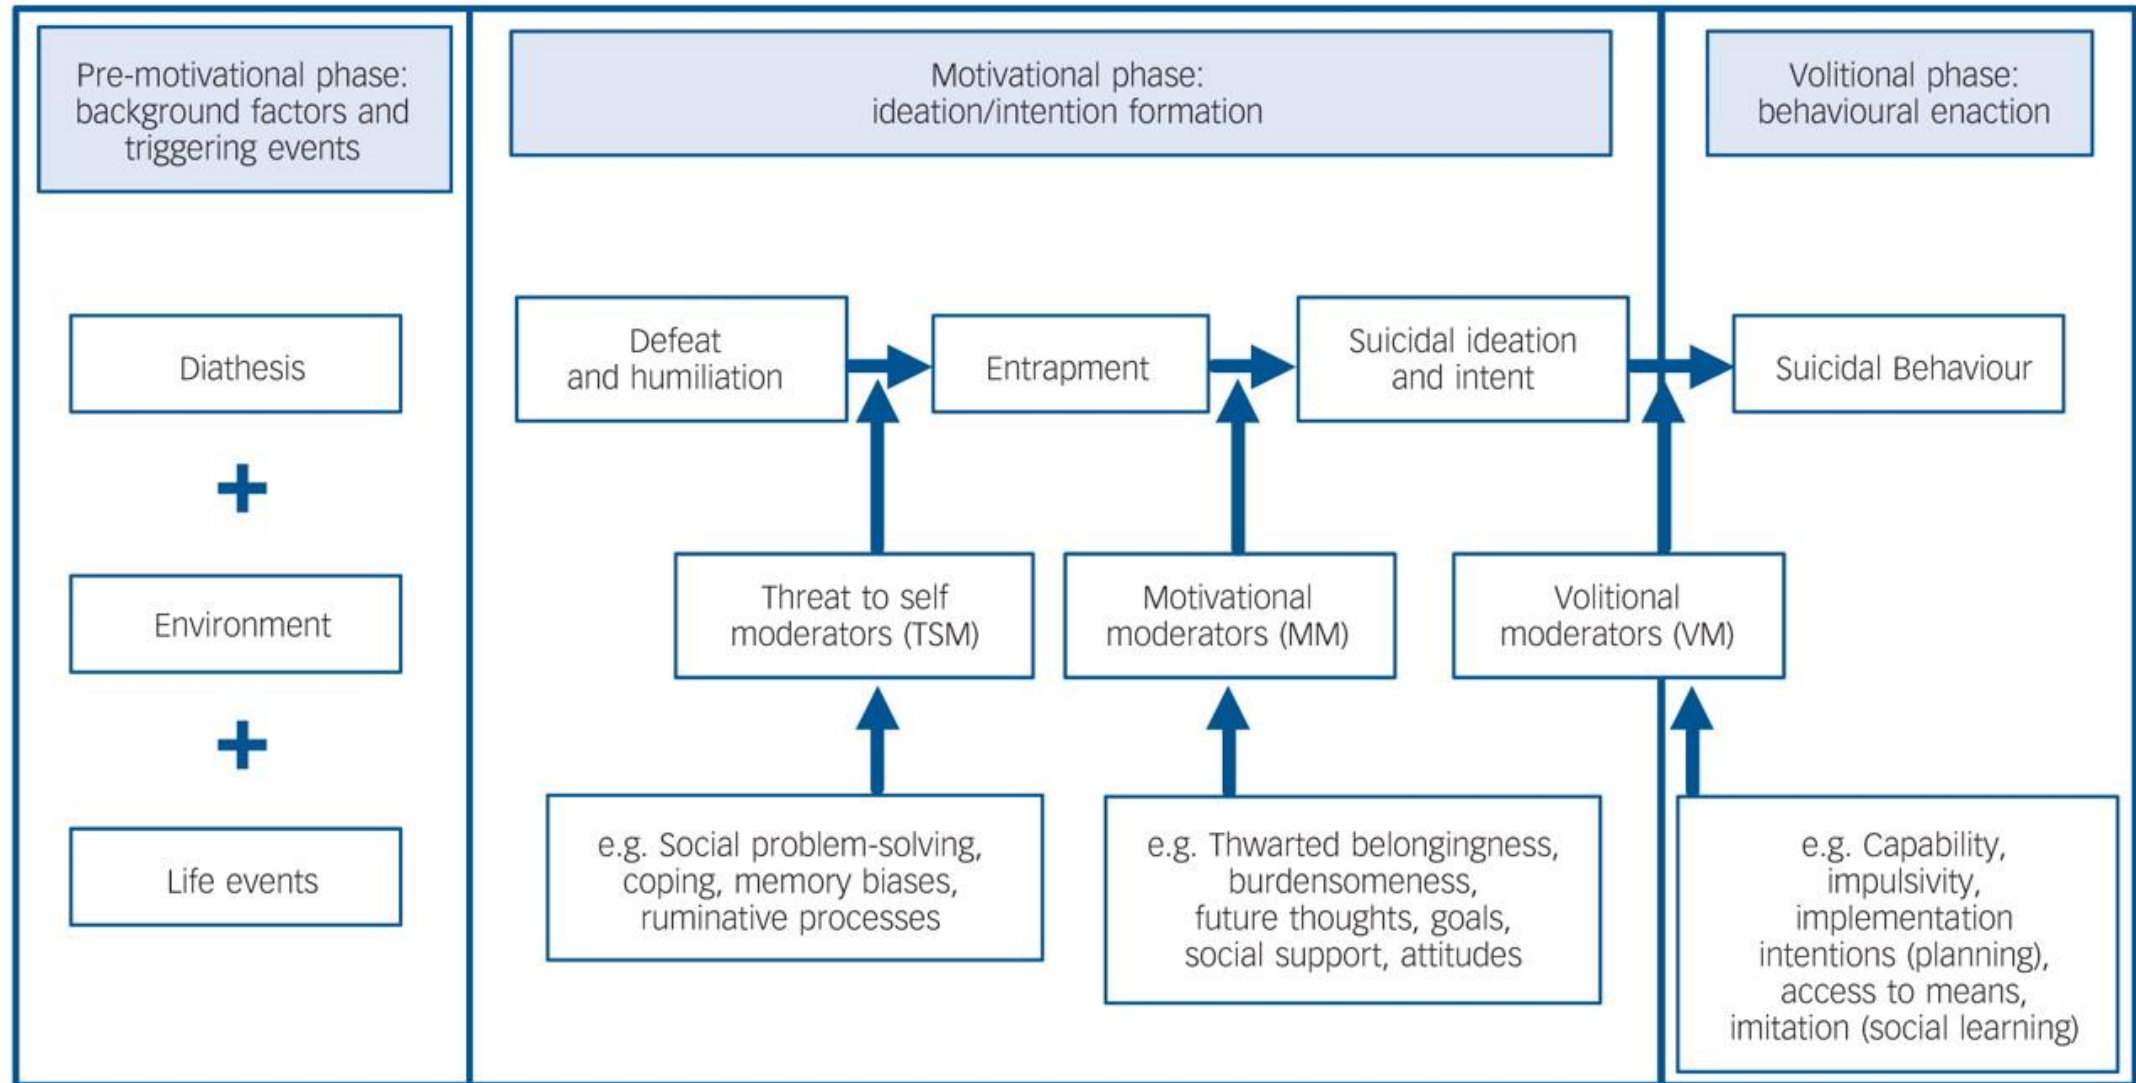 Pre-motivational phase:
background factors and
triggering events
Motivational phase:
ideation/intention formation
Volitional phase:
behavioural enaction
Diathesis
+
Environment
+
Life events
Defeat
and humiliation
Entrapment
Suicidal ideation
and intent
Suicidal Behaviour
Threat to self
moderators (TSM)
Motivational
moderators (MM)
Volitional
moderators (VM)
e.g. Social problem-solving,
coping, memory biases,
ruminative processes
e.g. Thwarted belongingness,
burdensomeness,
future thoughts, goals,
social support, attitudes
e.g. Capability,
impulsivity,
implementation
intentions (planning),
access to means,
imitation (social learning)